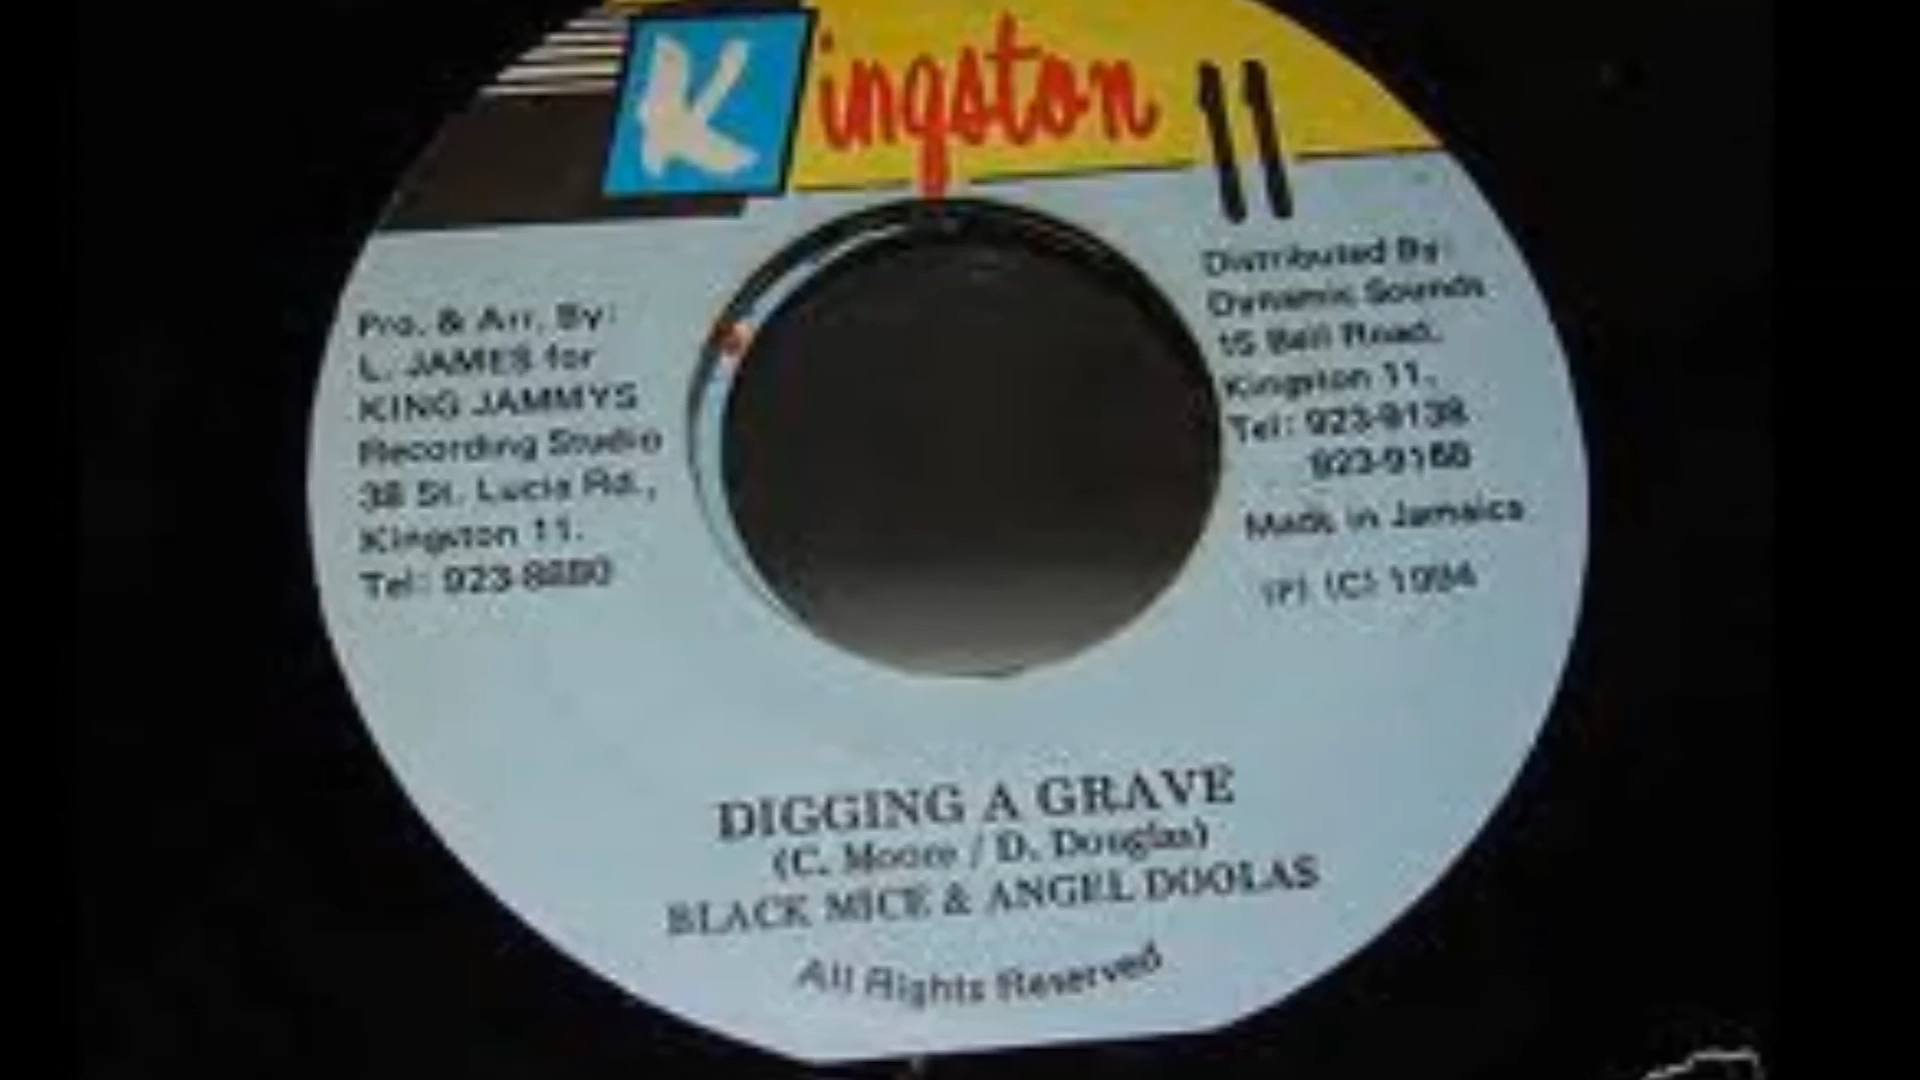 Kingston 11
Pro. & Arr. By:
L. JAMES for
KING JAMMYS
Recording Studio
38 St. Lucia Rd.,
Kingston 11.
Tel: 923-8880
Distributed By:
Dynamic Sounds
15 Bell Road,
Kingston 11.
Tel: 923-9138
923-9168
Made in Jamaica
(P) (C) 1994
DIGGING A GRAVE
(C. Moore / D. Douglas)
BLACK MICE & ANGEL DOOLAS
All Rights Reserved